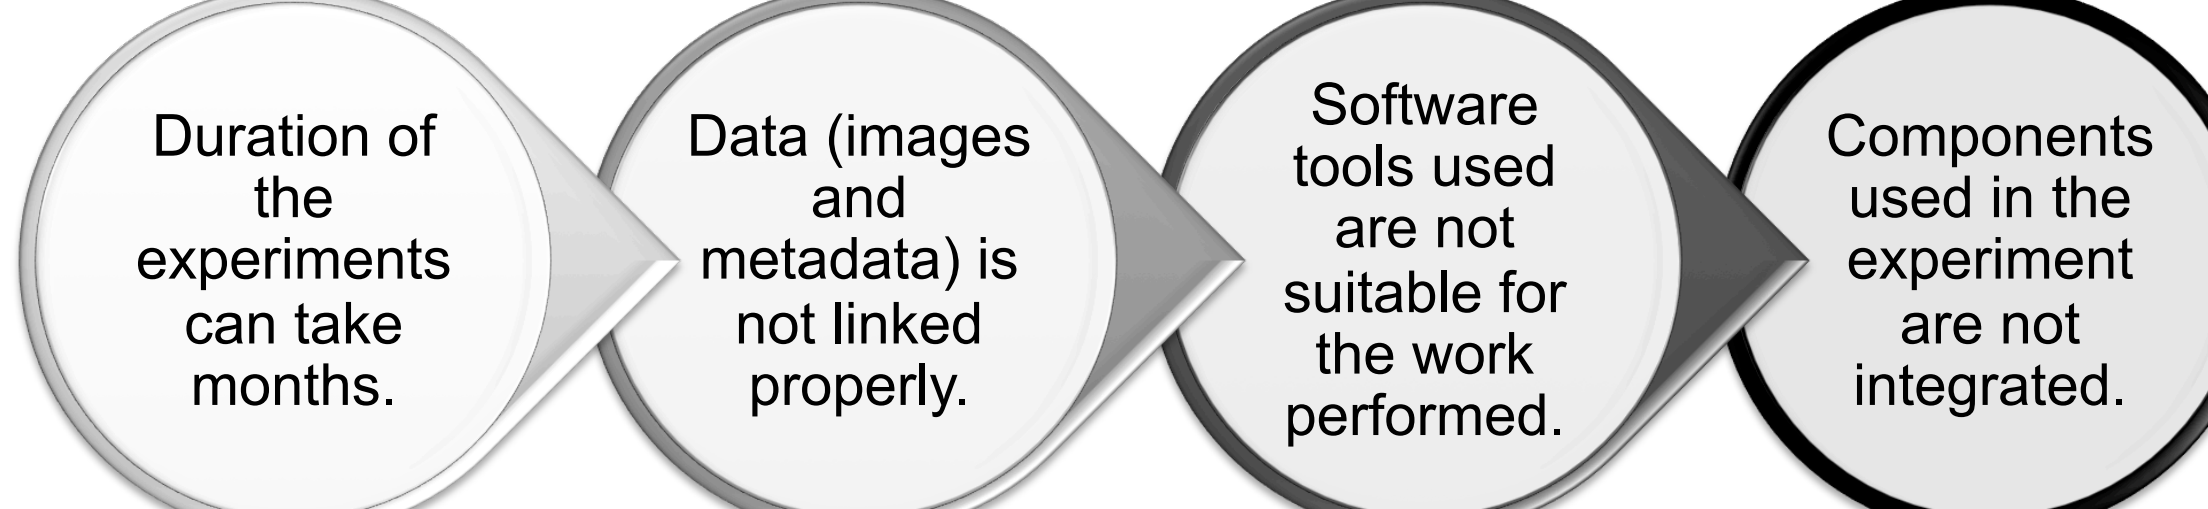 Duration of
the
experiments
can take
months.
Data (images
and
metadata) is
not linked
properly.
Software
tools used
are not
suitable for
the work
performed.
Components
used in the
experiment
are not
integrated.